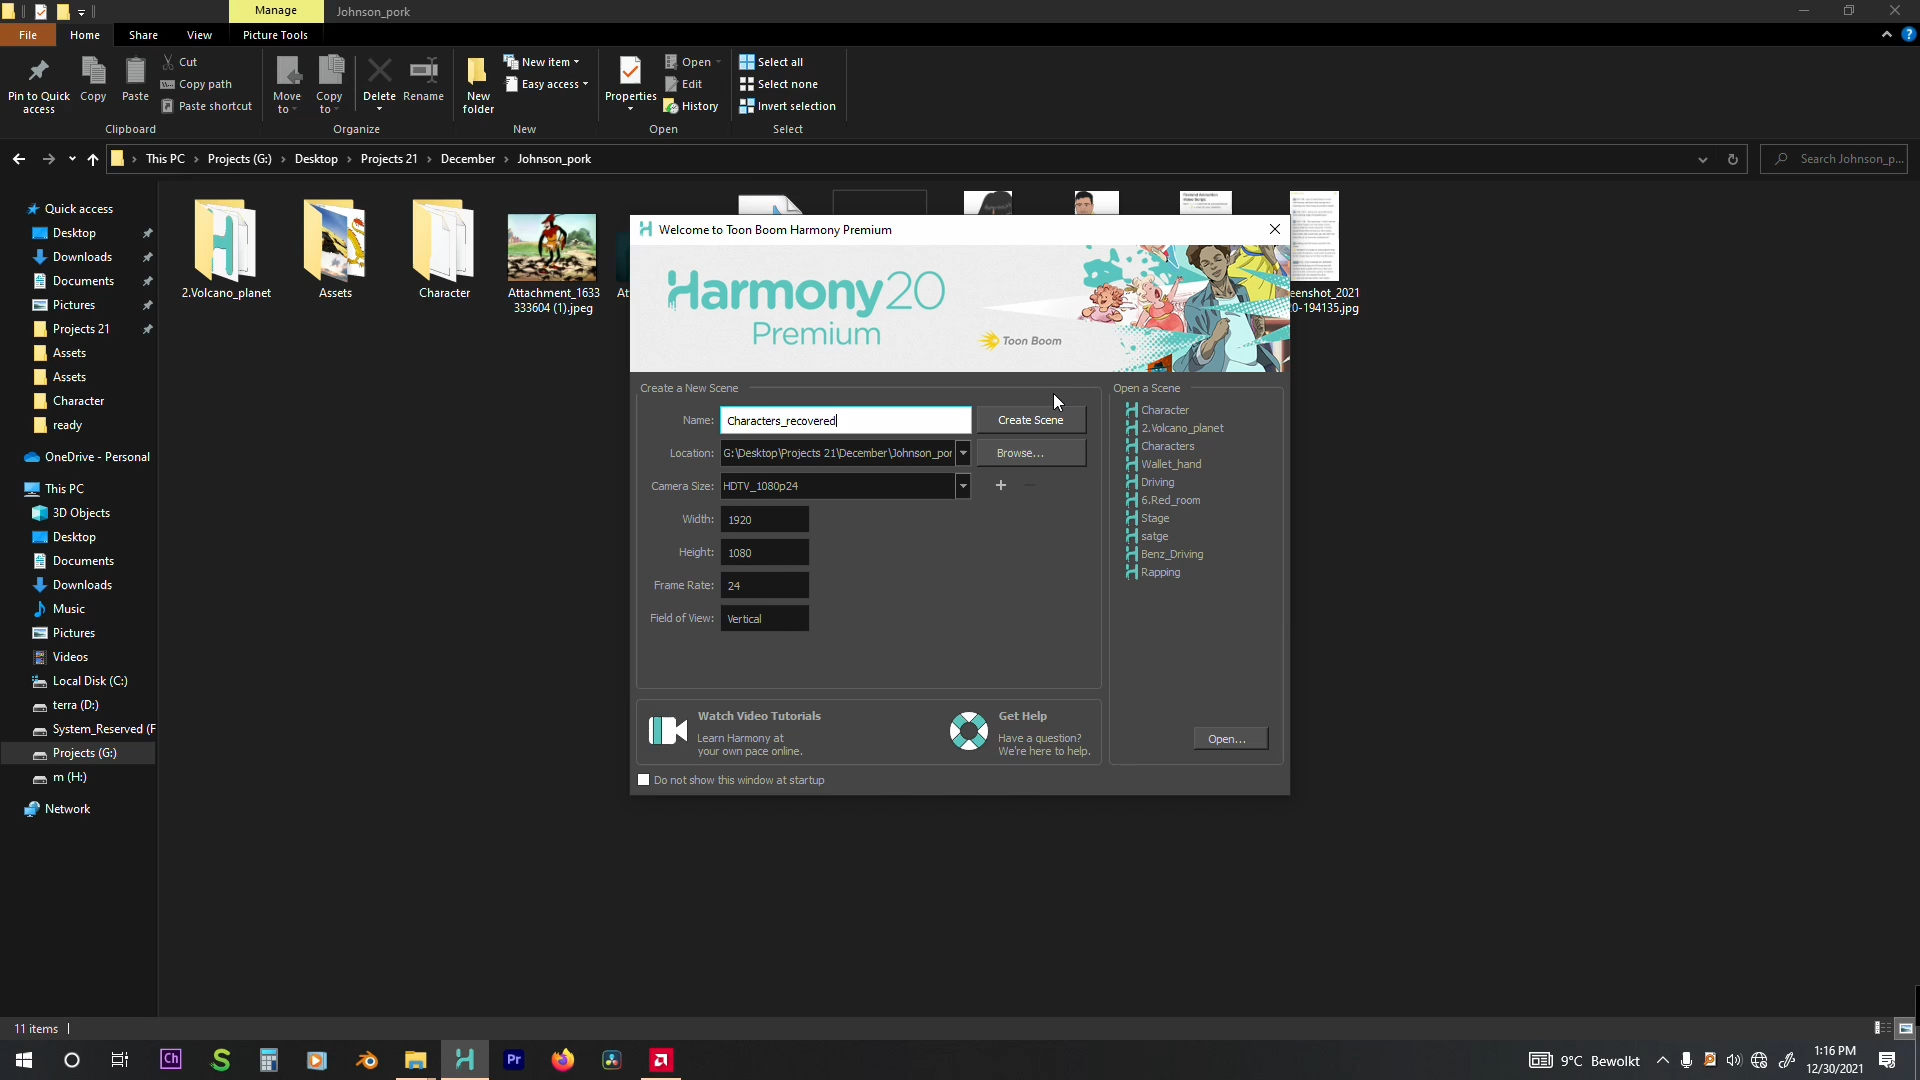 Manage
Johnson_pork
File
Home
Share
View
Picture Tools
Pin to Quick
access
Copy
Paste
Cut
Copy path
Paste shortcut
Clipboard
Move
to
Copy
to
Delete
Rename
Organize
New
folder
New item
Easy access
New
Properties
Open
Edit
History
Open
Select all
Select none
Invert selection
Select
This PC
Projects (G:)
Desktop
Projects 21
December
Johnson_pork
Search Johnson_p...
Quick access
Desktop
Downloads
Documents
Pictures
Projects 21
Assets
Assets
Character
ready
OneDrive - Personal
This PC
3D Objects
Desktop
Documents
Downloads
Music
Pictures
Videos
Local Disk (C:)
terra (D:)
System_Reserved (F
Projects (G:)
m (H:)
Network
2.Volcano_planet
Assets
Character
Attachment_1633
333604 (1).jpeg
At
eenshot_2021
0-194135.jpg
Welcome to Toon Boom Harmony Premium
Harmony 20
Premium
Toon Boom
Create a New Scene
Name:
Characters_recovered
Create Scene
Location:
G:\Desktop\Projects 21\December\Johnson_por
Browse...
Camera Size:
HDTV_1080p24
Width:
1920
Height:
1080
Frame Rate:
24
Field of View:
Vertical
Open a Scene
Character
2.Volcano_planet
Characters
Wallet_hand
Driving
6.Red_room
Stage
satge
Benz_Driving
Rapping
Open...
Watch Video Tutorials
Learn Harmony at
your own pace online.
Get Help
Have a question?
We're here to help.
Do not show this window at startup
11 items
Ch
Pr
9°C Bewolkt
1:16 PM
12/30/2021